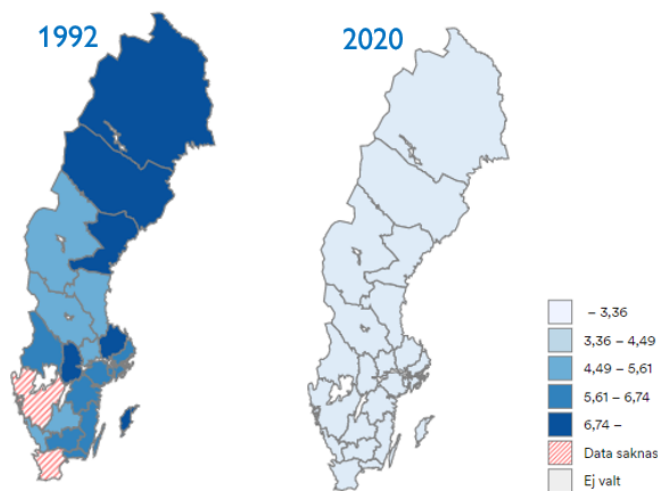 1992
2020
– 3,36
3,36 – 4,49
4,49 – 5,61
5,61 – 6,74
6,74 –
Data saknas
Ej valt